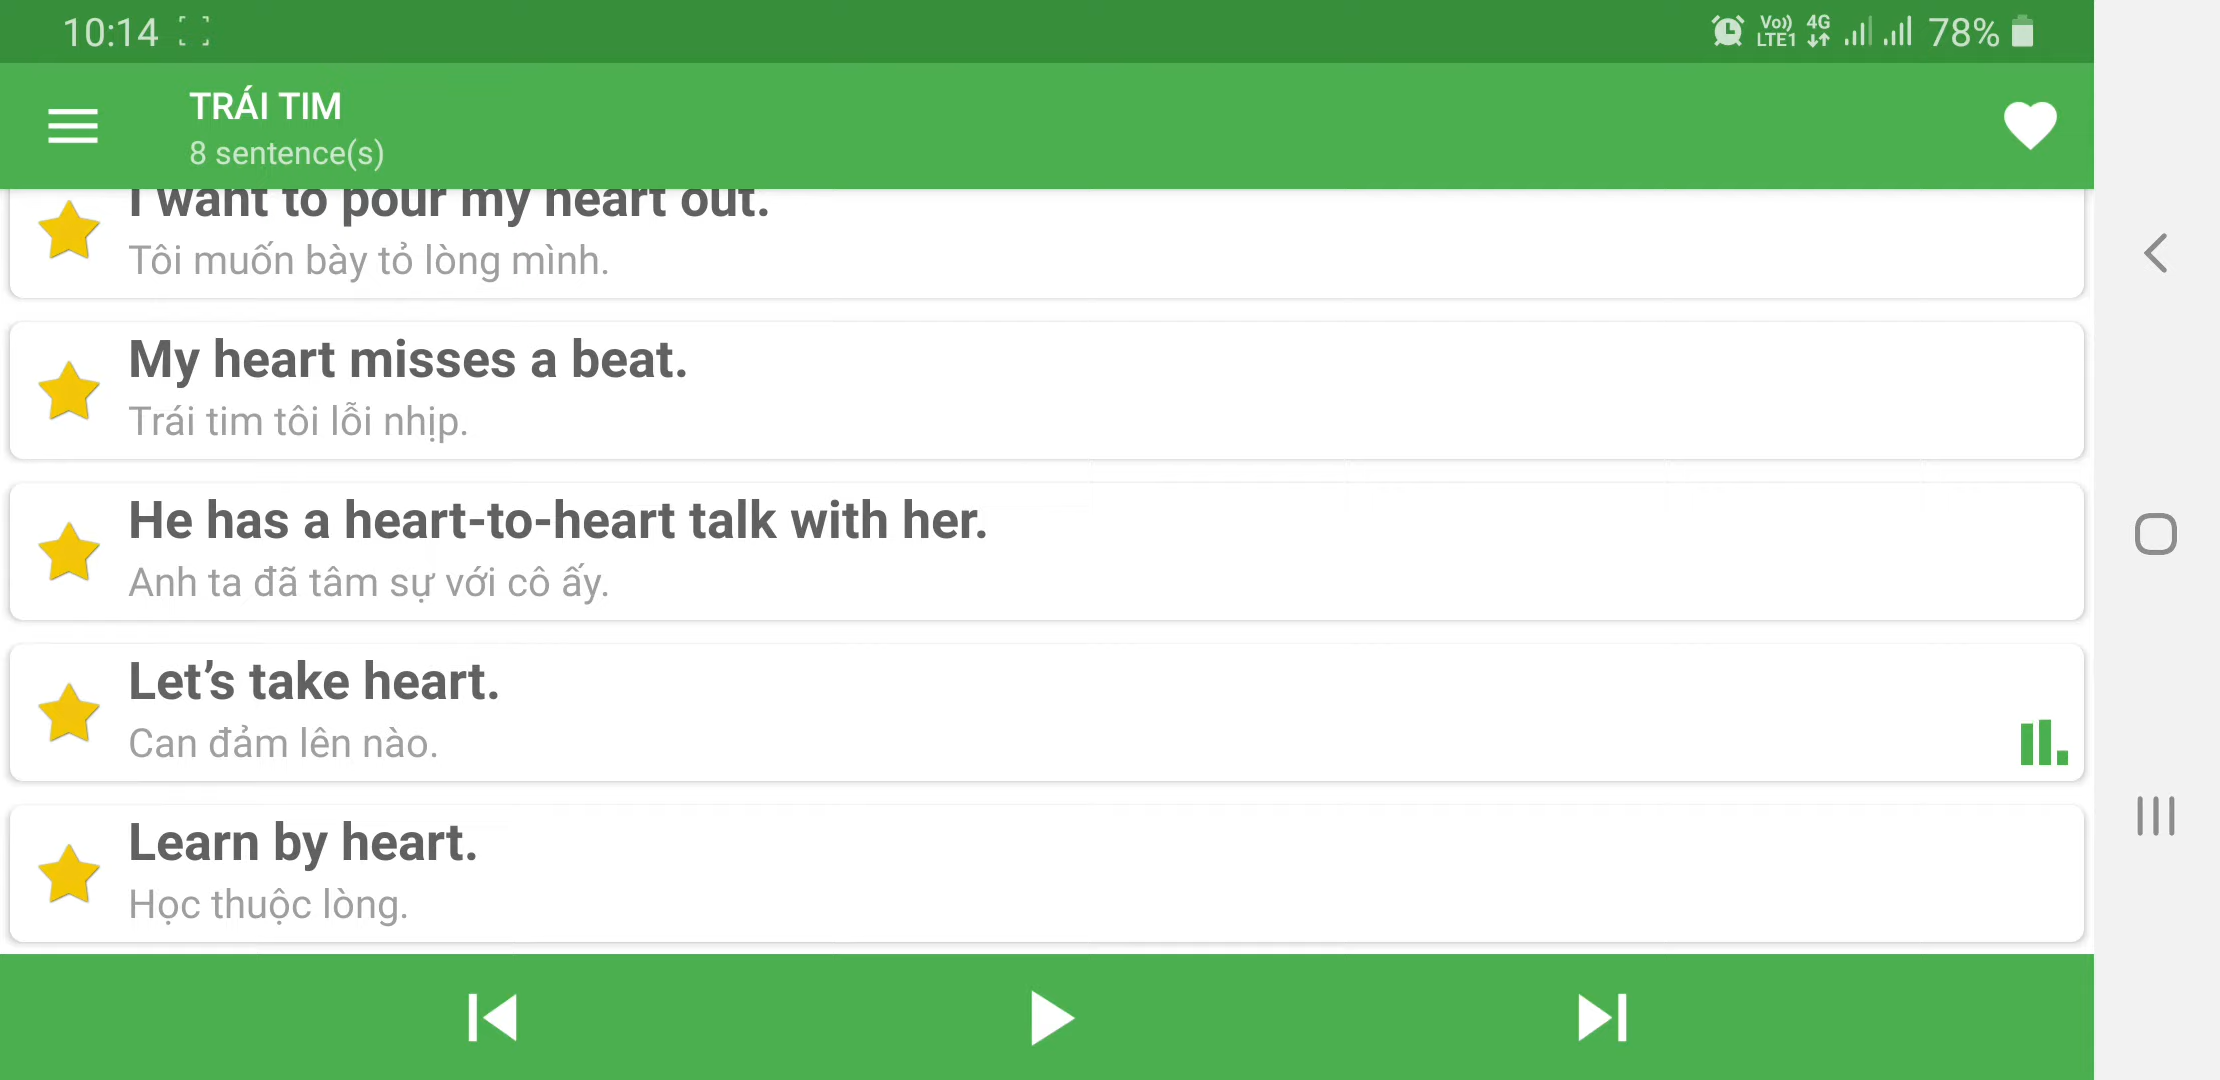 10:14
Vo)) 4G
LTE1
78%
TRÁI TIM
8 sentence(s)
I want to pour my heart out.
Tôi muốn bày tỏ lòng mình.
My heart misses a beat.
Trái tim tôi lỗi nhịp.
He has a heart-to-heart talk with her.
Anh ta đã tâm sự với cô ấy.
Let’s take heart.
Can đảm lên nào.
Learn by heart.
Học thuộc lòng.